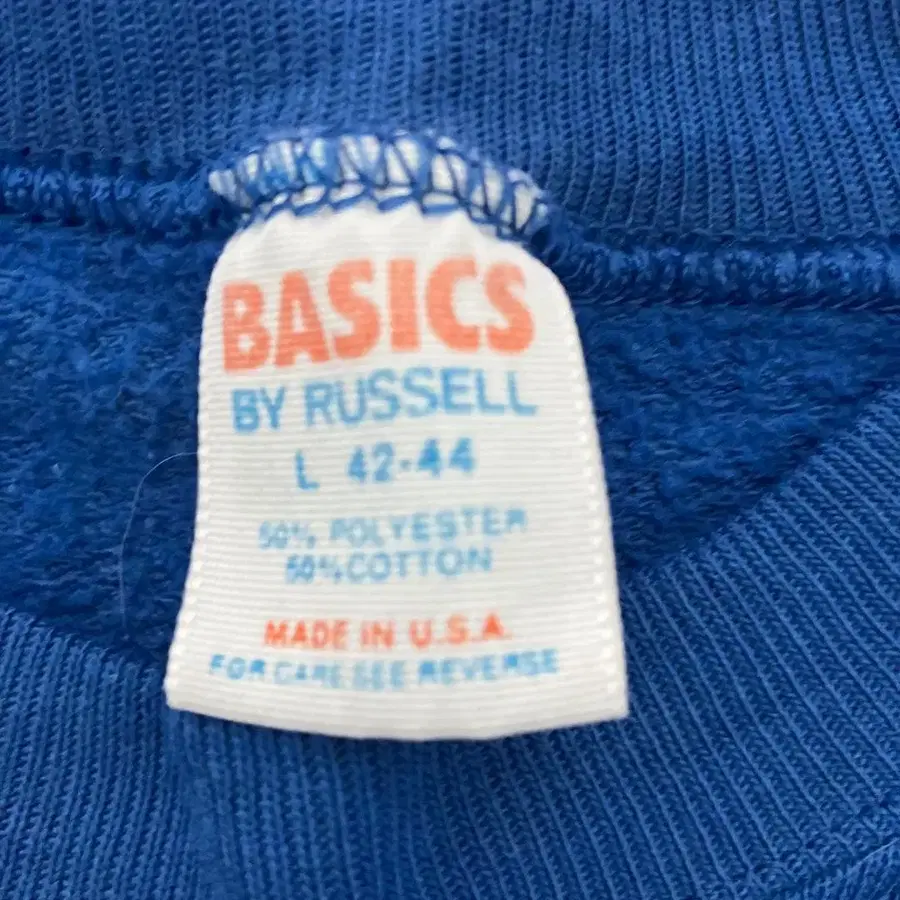 BASICS
BY RUSSELL
L 42-44
50% POLYESTER
50% COTTON
MADE IN U.S.A.
FOR CARE SEE REVERSE